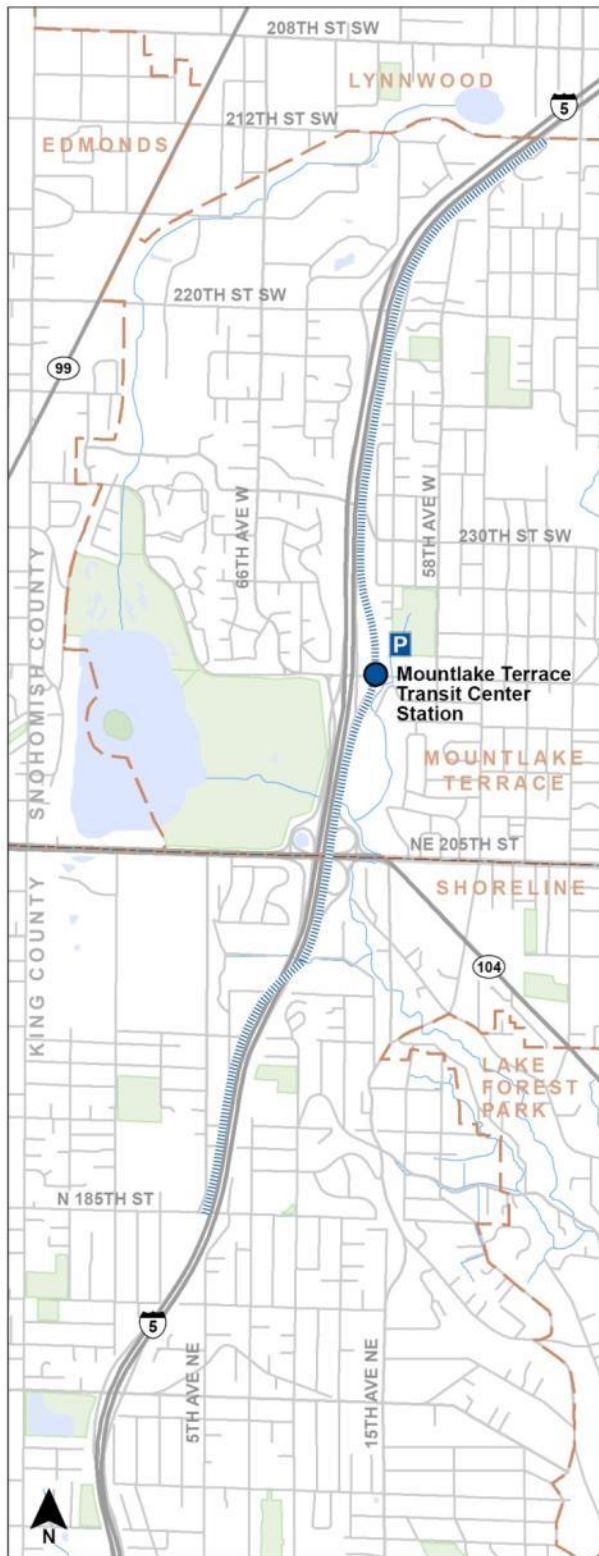 208TH ST SW
LYNNWOOD
5
212TH ST SW
EDMONDS
220TH ST SW
99
66TH AVE W
58TH AVE W
230TH ST SW
SNOHOMISH COUNTY
P
Mountlake Terrace
Transit Center
Station
MOUNTLAKE
TERRACE
NE 205TH ST
SHORELINE
KING COUNTY
104
LAKE
FOREST
PARK
N 185TH ST
5
5TH AVE NE
15TH AVE NE
N